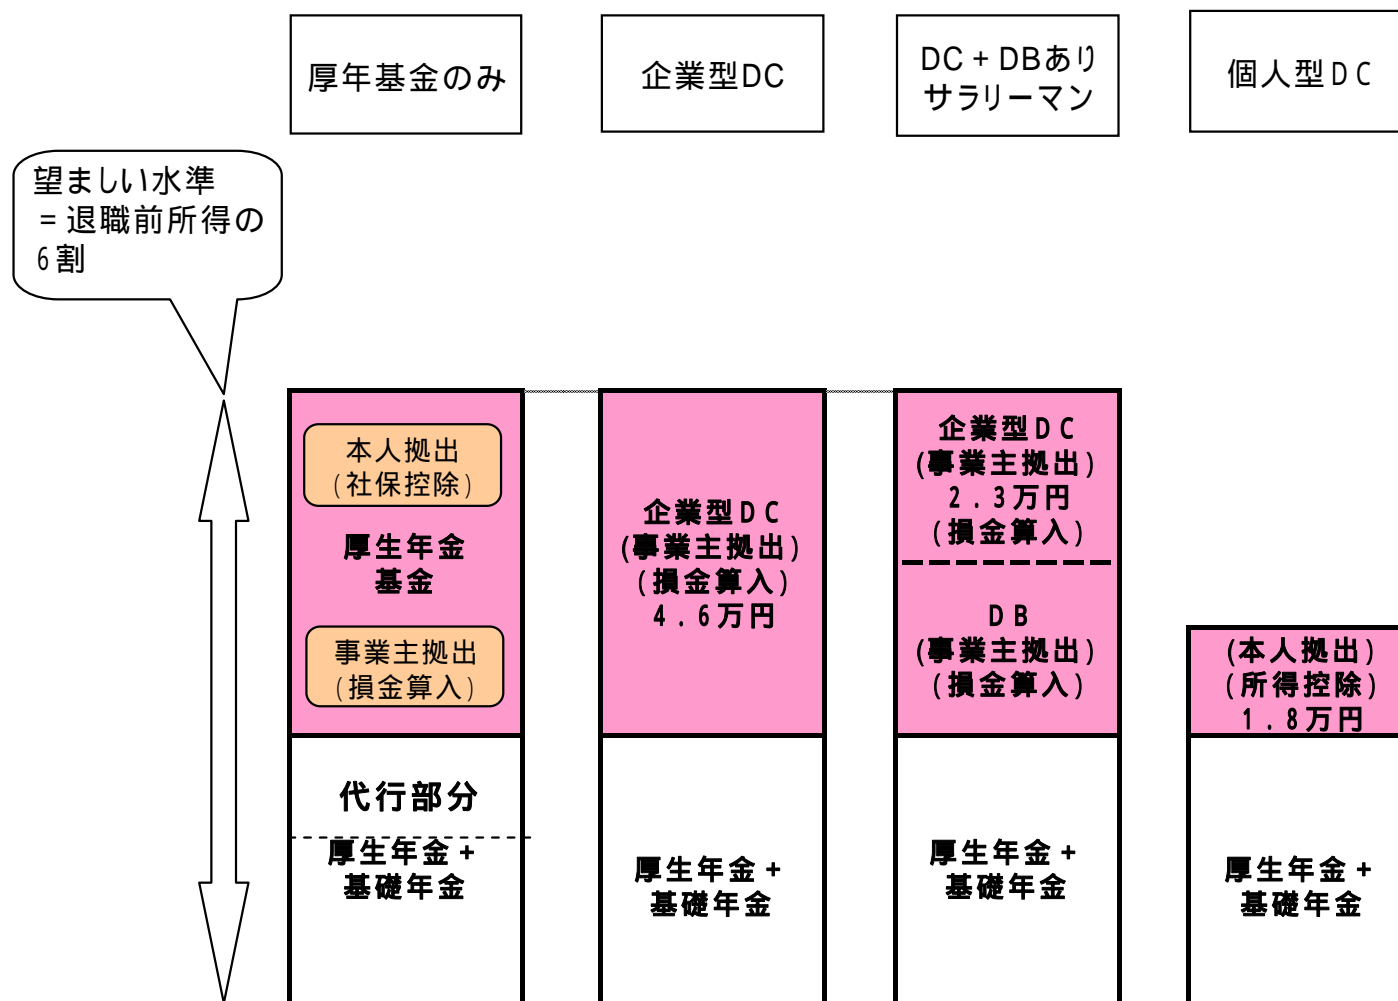 厚年基金のみ
企業型DC
DC+DBあり
サラリーマン
個人型DC
望ましい水準
=退職前所得の
6割
本人拠出
(社保控除)
厚生年金
基金
事業主拠出
(損金算入)
代行部分
厚生年金+
基礎年金
企業型DC
(事業主拠出)
(損金算入)
4.6万円
厚生年金+
基礎年金
企業型DC
(事業主拠出)
2.3万円
(損金算入)
DB
(事業主拠出)
(損金算入)
厚生年金+
基礎年金
(本人拠出)
(所得控除)
1.8万円
厚生年金+
基礎年金